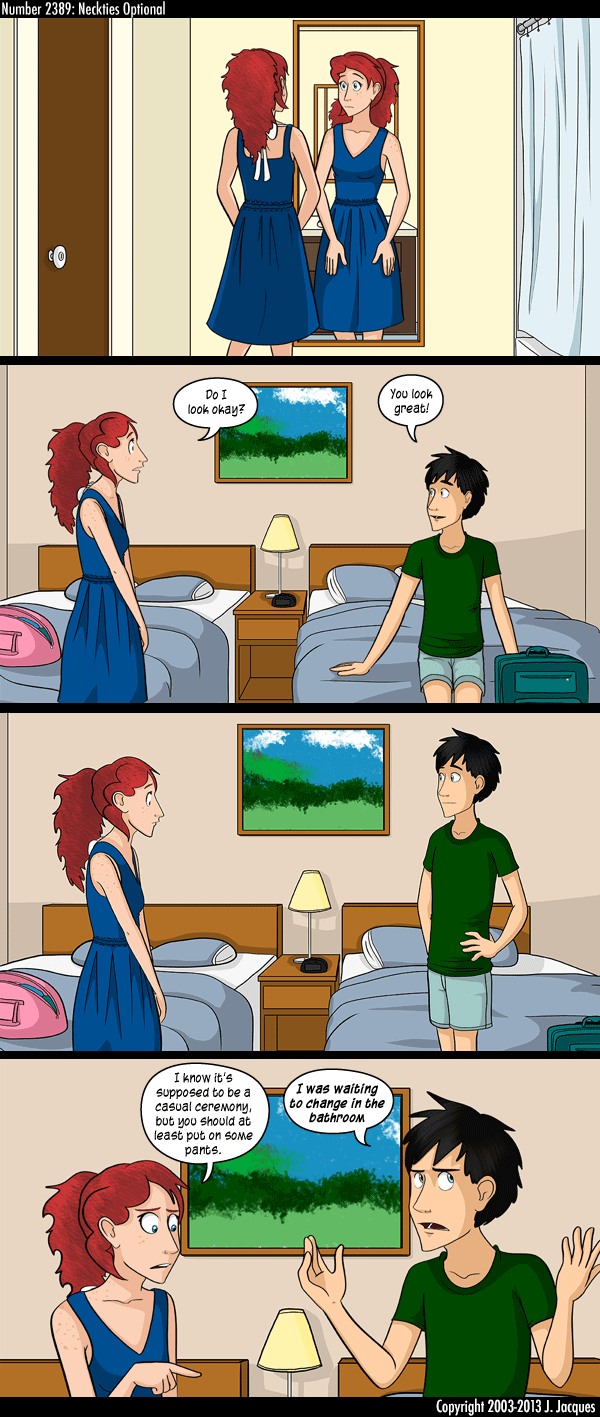 Number 2389: Neckties Optional
Do I
look okay?
You look
great!
I know it's
supposed to be a
casual ceremony,
but you should at
least put on some
pants.
I was waiting
to change in the
bathroom
Copyright 2003-2013 J. Jacques